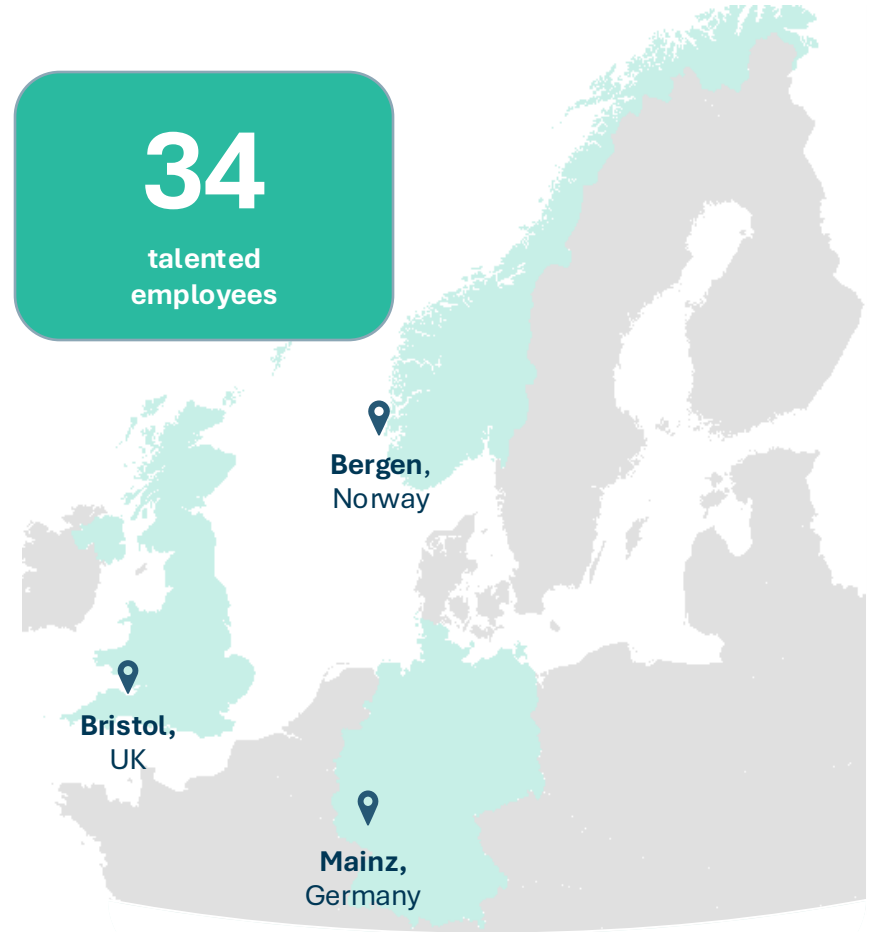 34
talented
employees
Bergen,
Norway
Bristol,
UK
Mainz,
Germany